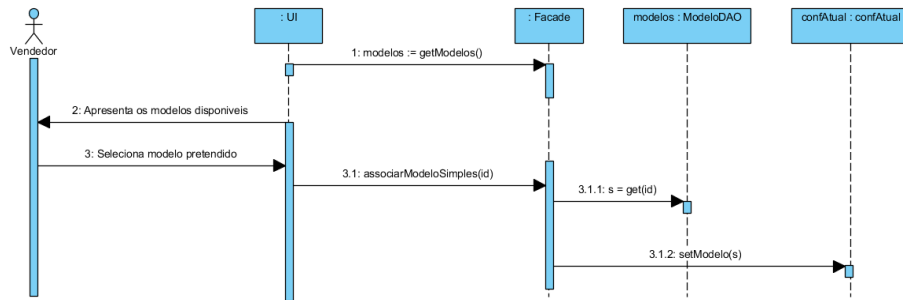 : UI
: Facade
modelos : ModeloDAO
confAtual : confAtual
Vendedor
1: modelos := getModelos()
2: Apresenta os modelos disponiveis
3: Seleciona modelo pretendido
3.1: associarModeloSimples(id)
3.1.1: s = get(id)
3.1.2: setModelo(s)